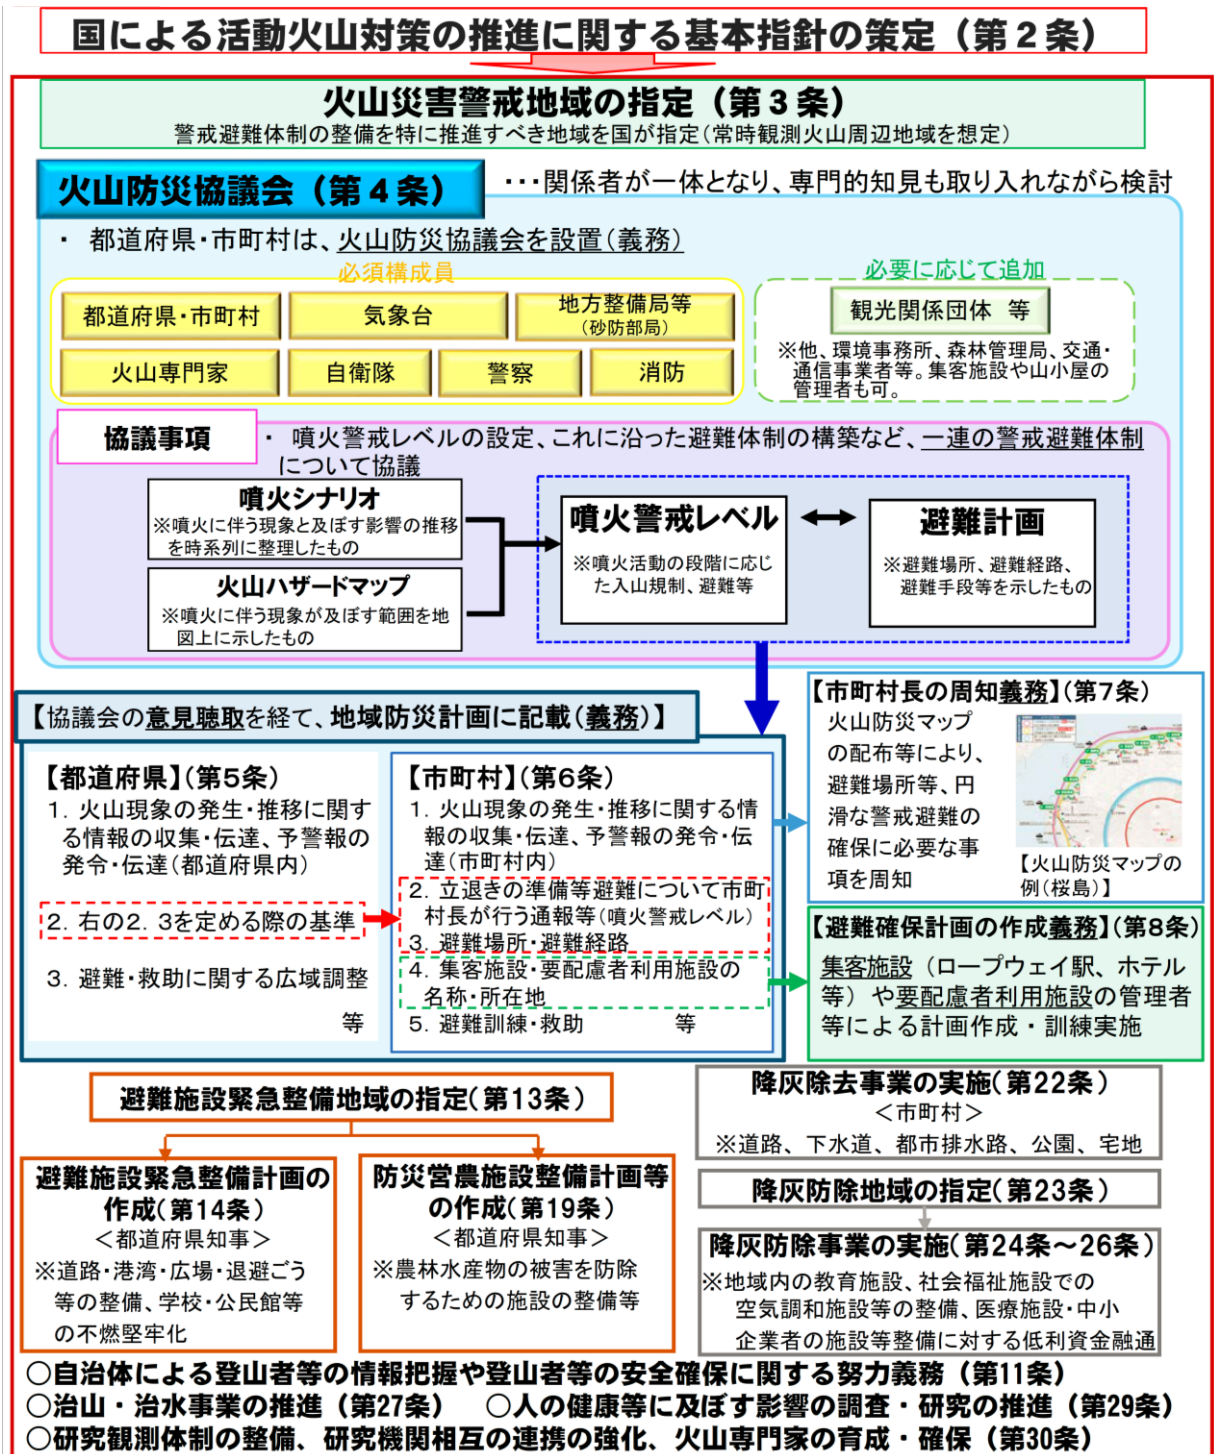 国による活動火山対策の推進に関する基本指針の策定（第２条）
火山災害警戒地域の指定（第３条）
警戒避難体制の整備を特に推進すべき地域を国が指定（常時観測火山周辺地域を想定）
火山防災協議会（第４条）
･･･関係者が一体となり、専門的知見も取り入れながら検討
・ 都道府県・市町村は、火山防災協議会を設置（義務）
必須構成員
都道府県・市町村
気象台
地方整備局等
（砂防部局）
火山専門家
自衛隊
警察
消防
必要に応じて追加
観光関係団体 等
※他、環境事務所、森林管理局、交通・
通信事業者等。集客施設や山小屋の
管理者も可。
協議事項
・ 噴火警戒レベルの設定、これに沿った避難体制の構築など、一連の警戒避難体制
について協議
噴火シナリオ
※噴火に伴う現象と及ぼす影響の推移
を時系列に整理したもの
火山ハザードマップ
※噴火に伴う現象が及ぼす範囲を地
図上に示したもの
噴火警戒レベル
※噴火活動の段階に応じ
た入山規制、避難等
避難計画
※避難場所、避難経路、
避難手段等を示したもの
【協議会の意見聴取を経て、地域防災計画に記載（義務）】
【都道府県】（第５条）
１．火山現象の発生・推移に関す
る情報の収集・伝達、予警報の
発令・伝達（都道府県内）
２．右の２．３を定める際の基準
３．避難・救助に関する広域調整
等
【市町村】（第６条）
１．火山現象の発生・推移に関する情
報の収集・伝達、予警報の発令・伝
達（市町村内）
２．立退きの準備等避難について市町
村長が行う通報等（噴火警戒レベル）
３．避難場所・避難経路
４．集客施設・要配慮者利用施設の
名称・所在地
５．避難訓練・救助 等
【市町村長の周知義務】（第７条）
火山防災マップ
の配布等により、
避難場所等、円
滑な警戒避難の
確保に必要な事
項を周知
【火山防災マップの
例（桜島）】
【避難確保計画の作成義務】（第８条）
集客施設（ロープウェイ駅、ホテル
等）や要配慮者利用施設の管理者
等による計画作成・訓練実施
避難施設緊急整備地域の指定（第13条）
避難施設緊急整備計画の
作成（第14条）
＜都道府県知事＞
※道路・港湾・広場・退避ごう
等の整備、学校・公民館等
の不燃堅牢化
防災営農施設整備計画等
の作成（第19条）
＜都道府県知事＞
※農林水産物の被害を防除
するための施設の整備等
降灰除去事業の実施（第22条）
＜市町村＞
※道路、下水道、都市排水路、公園、宅地
降灰防除地域の指定（第23条）
降灰防除事業の実施（第24条～26条）
※地域内の教育施設、社会福祉施設での
空気調和施設等の整備、医療施設・中小
企業者の施設等整備に対する低利資金融通
○自治体による登山者等の情報把握や登山者等の安全確保に関する努力義務（第11条）
○治山・治水事業の推進（第27条） ○人の健康等に及ぼす影響の調査・研究の推進（第29条）
○研究観測体制の整備、研究機関相互の連携の強化、火山専門家の育成・確保（第30条）